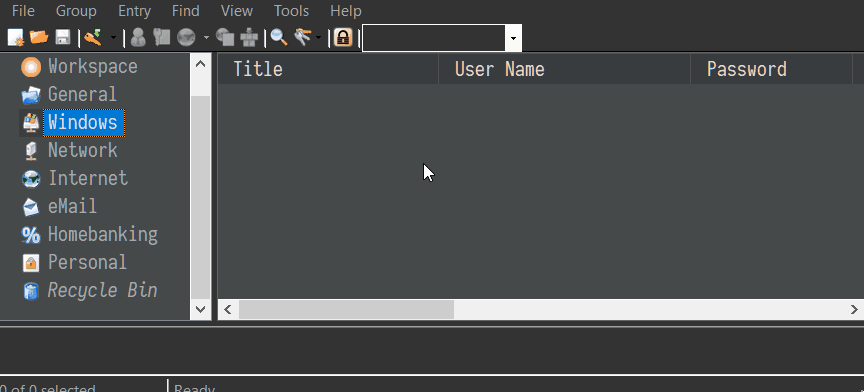 File Group Entry Find View Tools Help
Title User Name Password
Workspace
General
Windows
Network
Internet
eMail
Homebanking
Personal
Recycle Bin
0 of 0 selected Ready